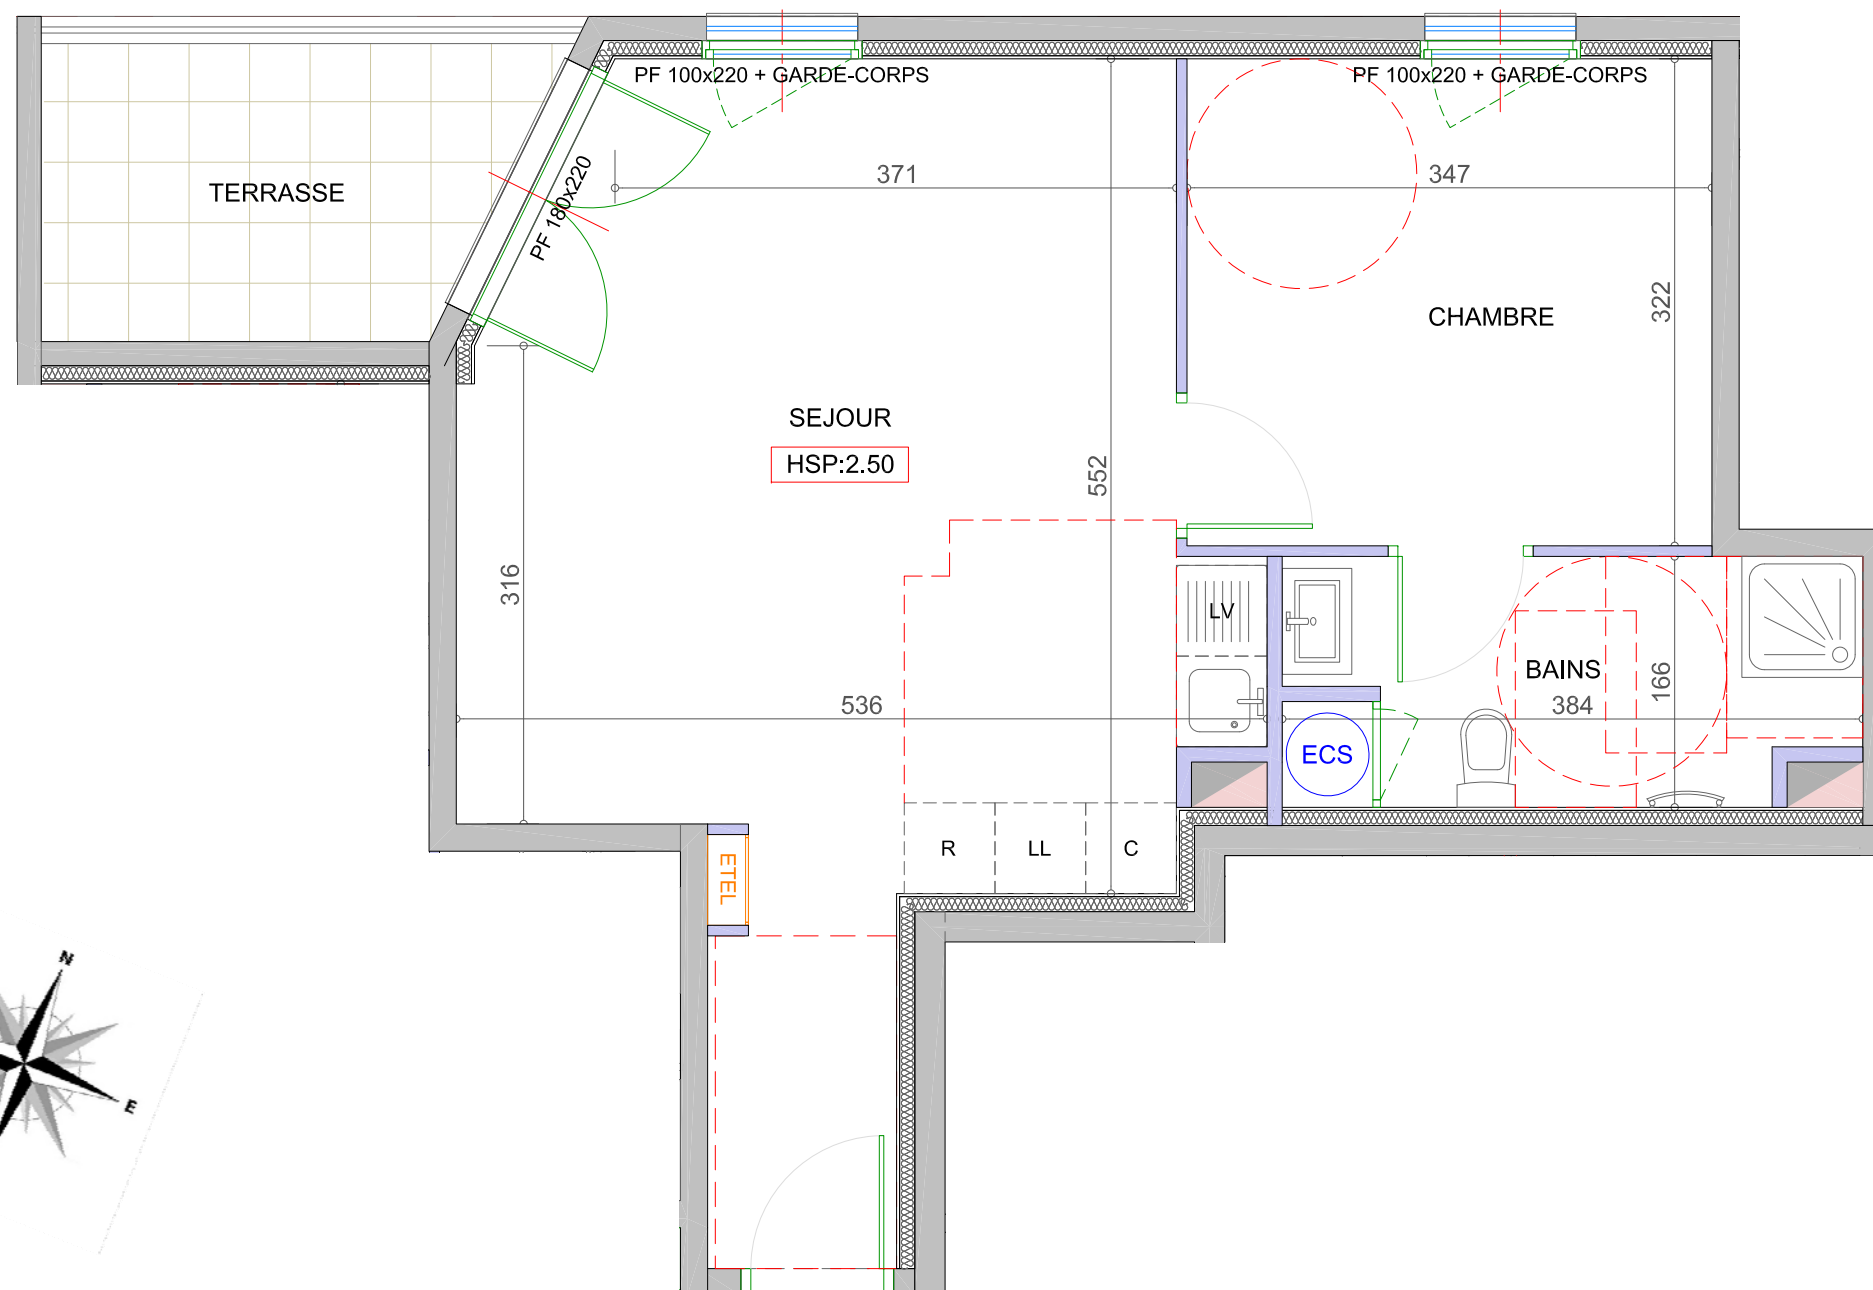 PF 100x220 + GARDE-CORPS
PF 100x220 + GARDE-CORPS
TERRASSE
PF 180x220
371
347
CHAMBRE
322
SEJOUR
HSP:2.50
552
316
LV
BAINS
166
536
384
ECS
R
LL
C
ETEL
N
E